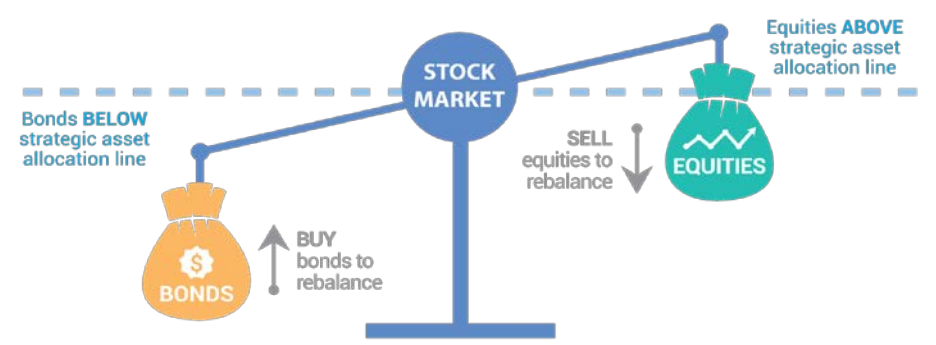 Equities ABOVE
strategic asset
allocation line
STOCK
MARKET
Bonds BELOW
strategic asset
allocation line
SELL
equities to
rebalance
EQUITIES
BUY
bonds to
rebalance
$
BONDS